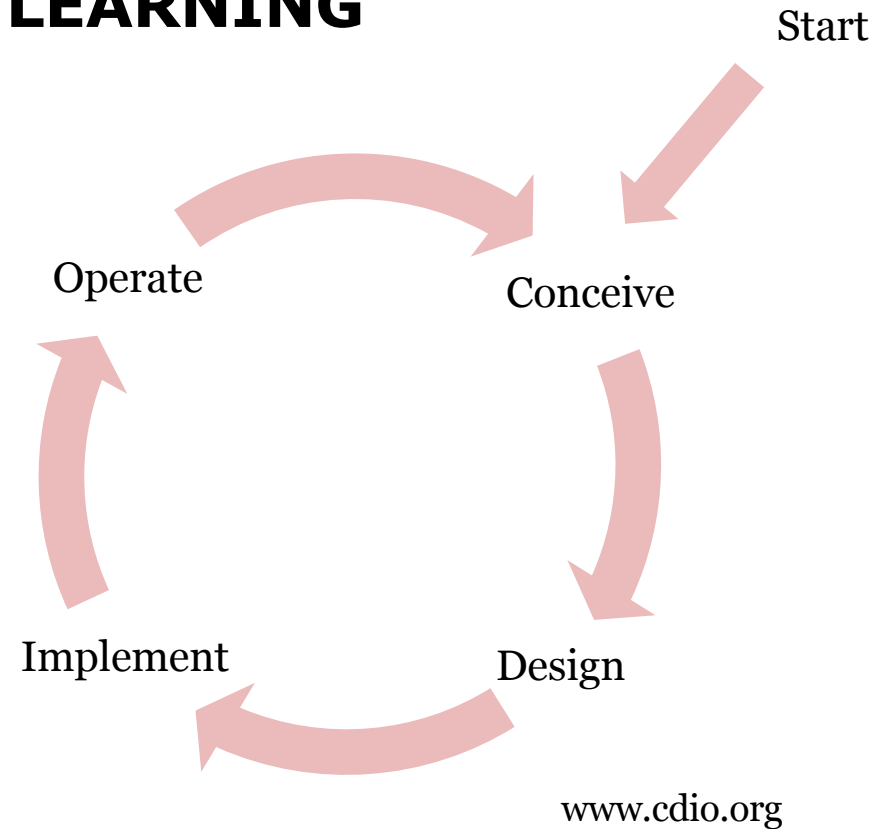 LEARNING
Start
Operate
Conceive
Implement
Design
www.cdio.org